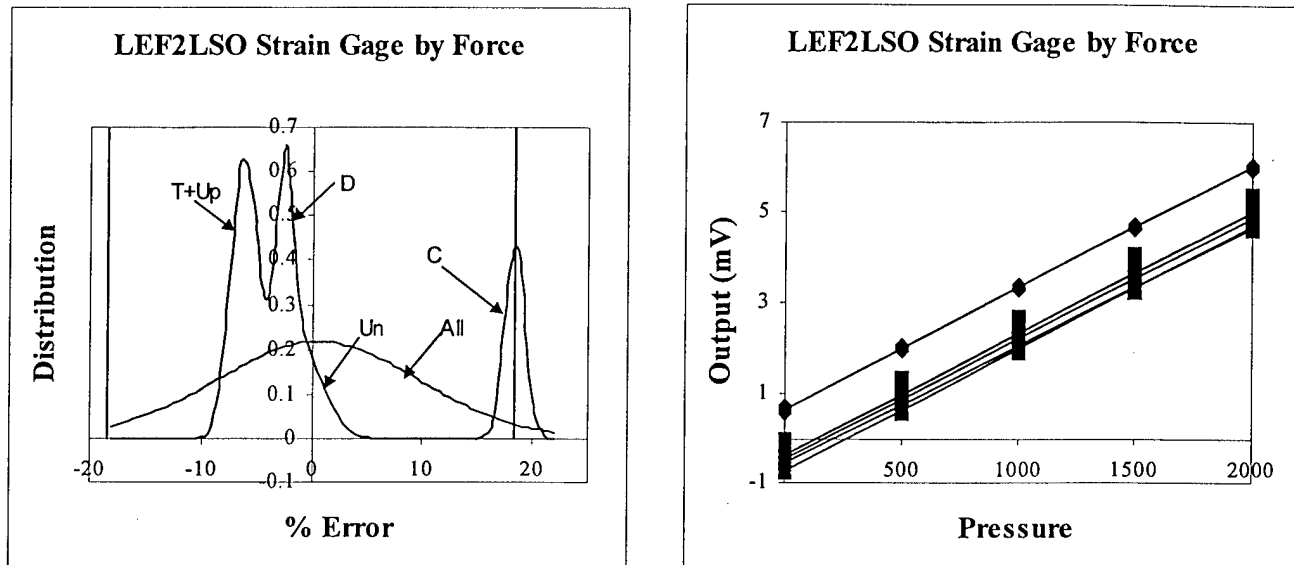 LEF2LSO Strain Gage by Force
0.7
0.6
0.5
0.4
0.3
0.2
0.1
0
-0.1
T+Up
D
C
Un
All
-20
-10
0
10
20
Distribution
% Error
LEF2LSO Strain Gage by Force
7
5
3
1
-1
500
1000
1500
2000
Output (mV)
Pressure